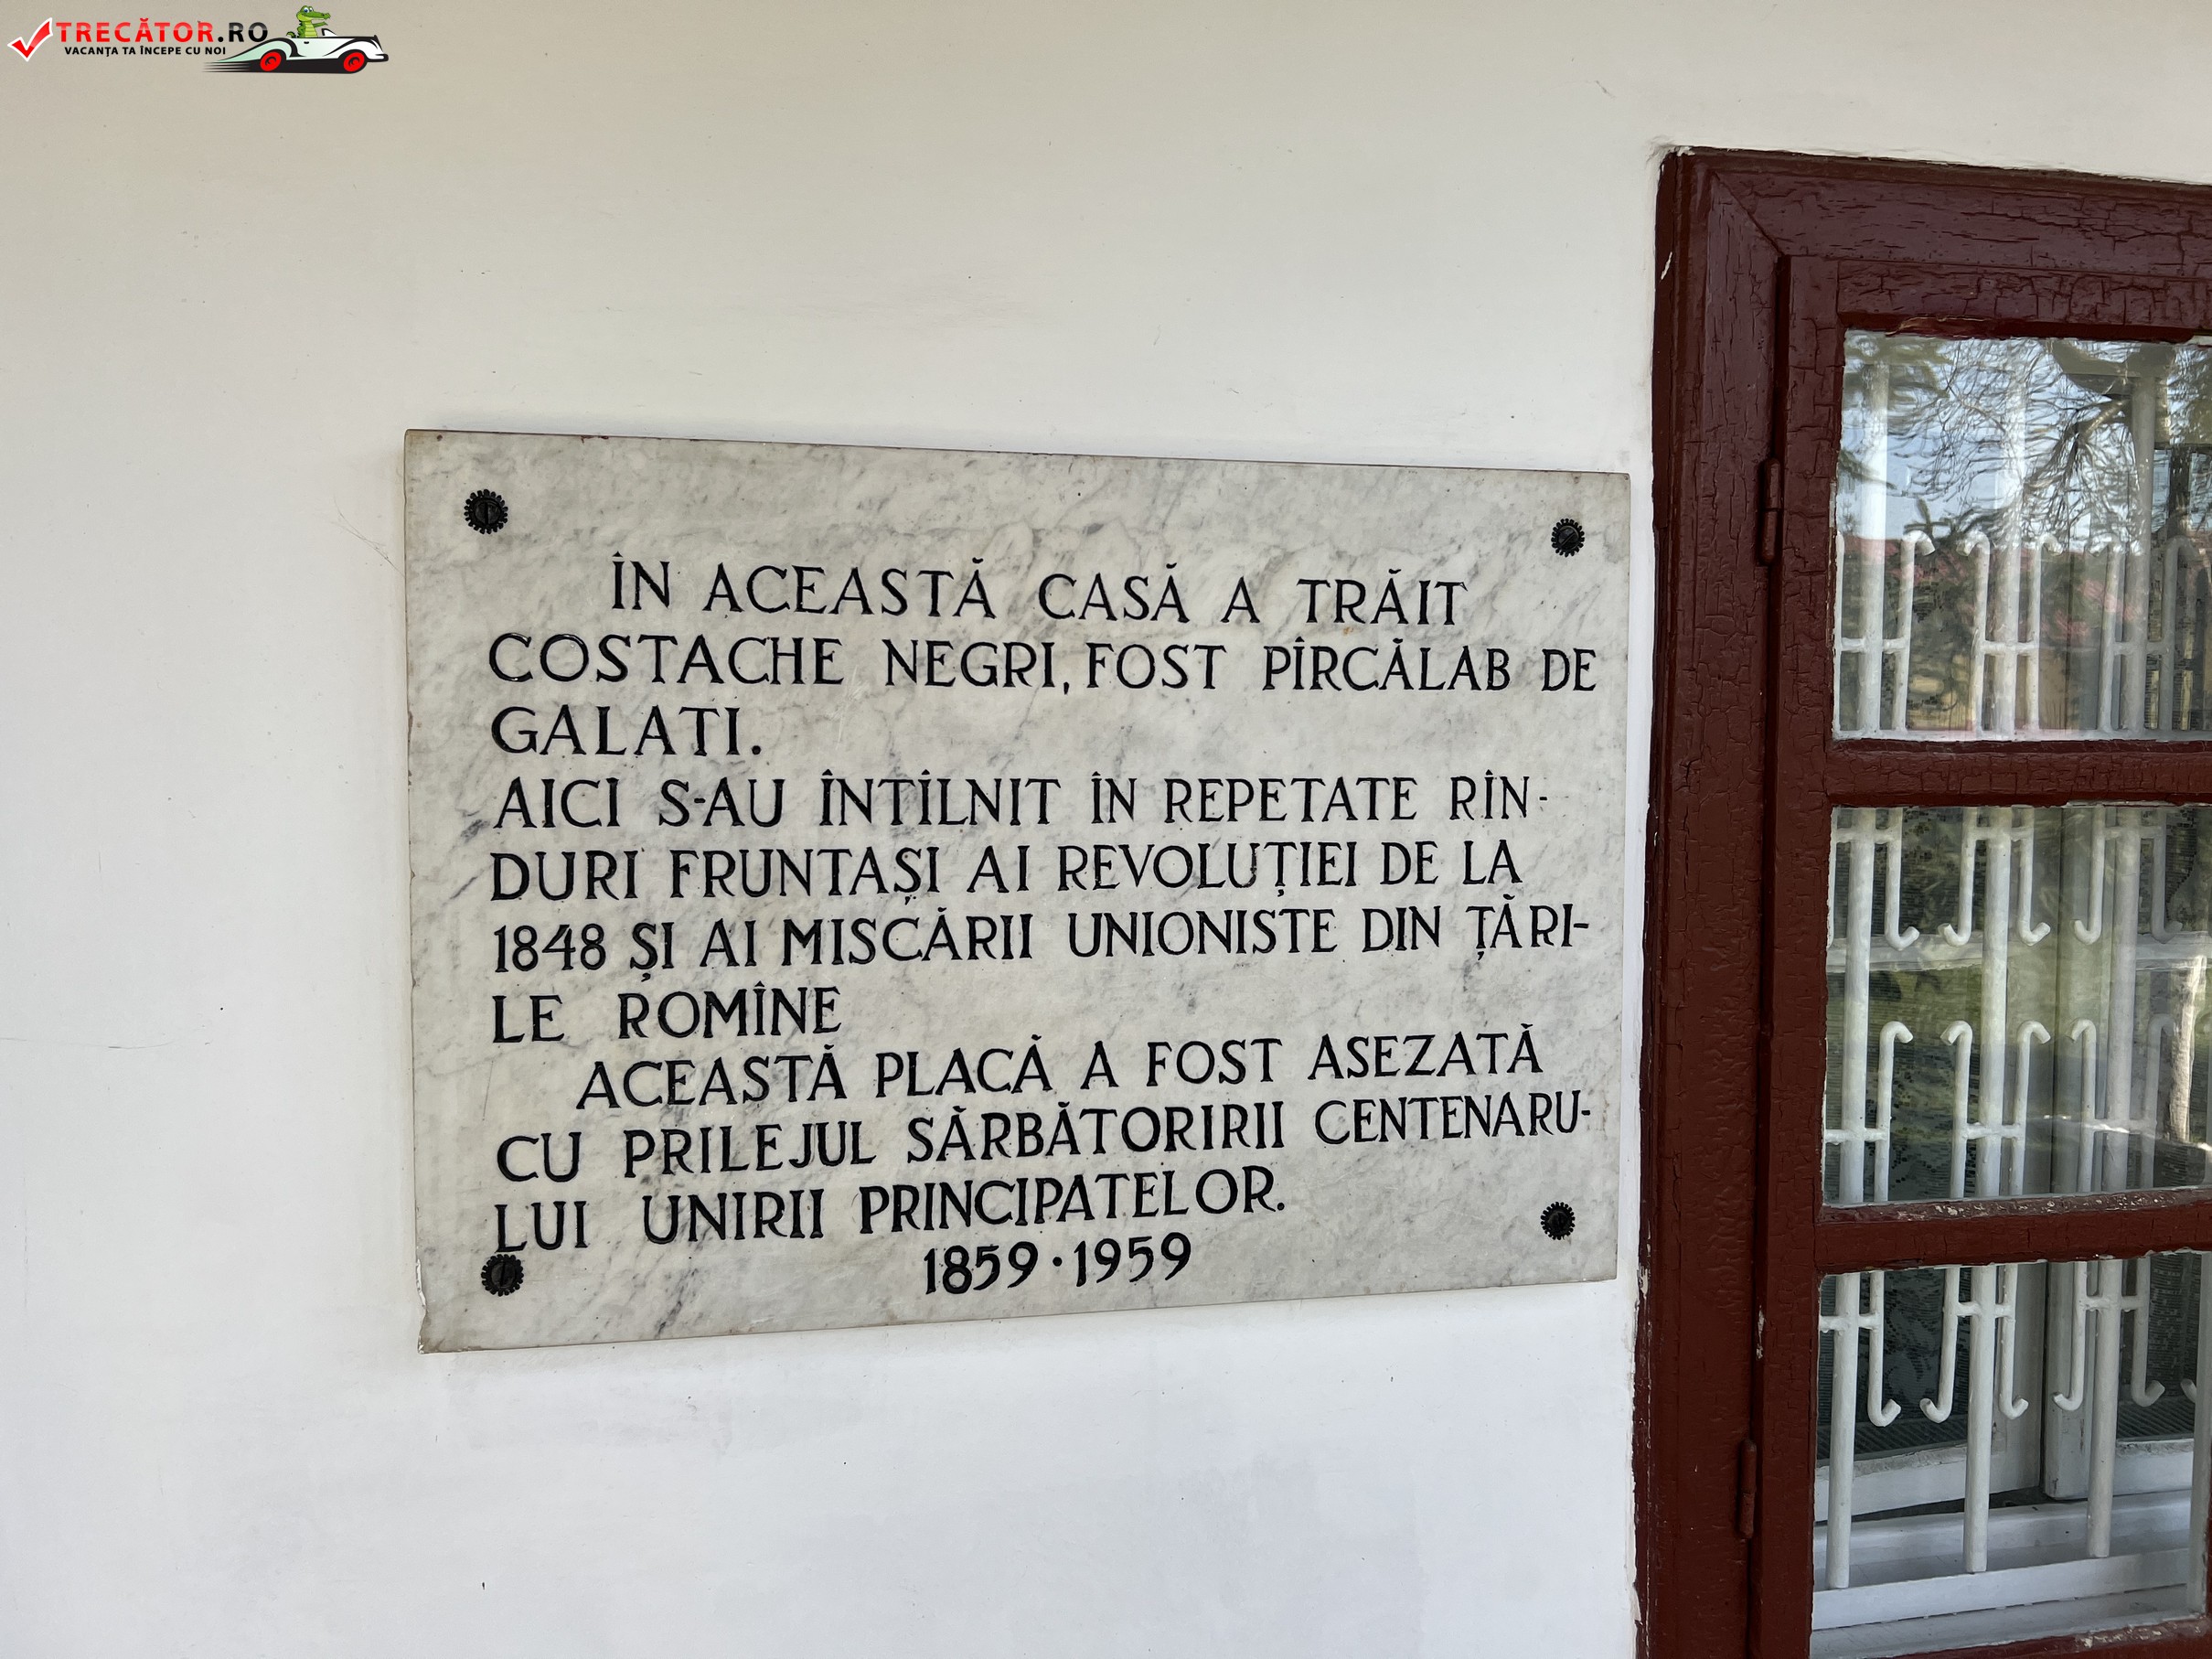 TRECĂTOR.RO
VACANȚA TA ÎNCEPE CU NOI
ÎN ACEASTĂ CASĂ A TRĂIT
COSTACHE NEGRI, FOST PÎRCĂLAB DE
GALATI.
AICI S-AU ÎNTÎLNIT ÎN REPETATE RÎN-
DURI FRUNTAȘI AI REVOLUȚIEI DE LA
1848 ȘI AI MISCĂRII UNIONISTE DIN ȚĂRI-
LE ROMÎNE
ACEASTĂ PLACĂ A FOST ASEZATĂ
CU PRILEJUL SĂRBĂTORIRII CENTENARU-
LUI UNIRII PRINCIPATELOR.
1859 · 1959